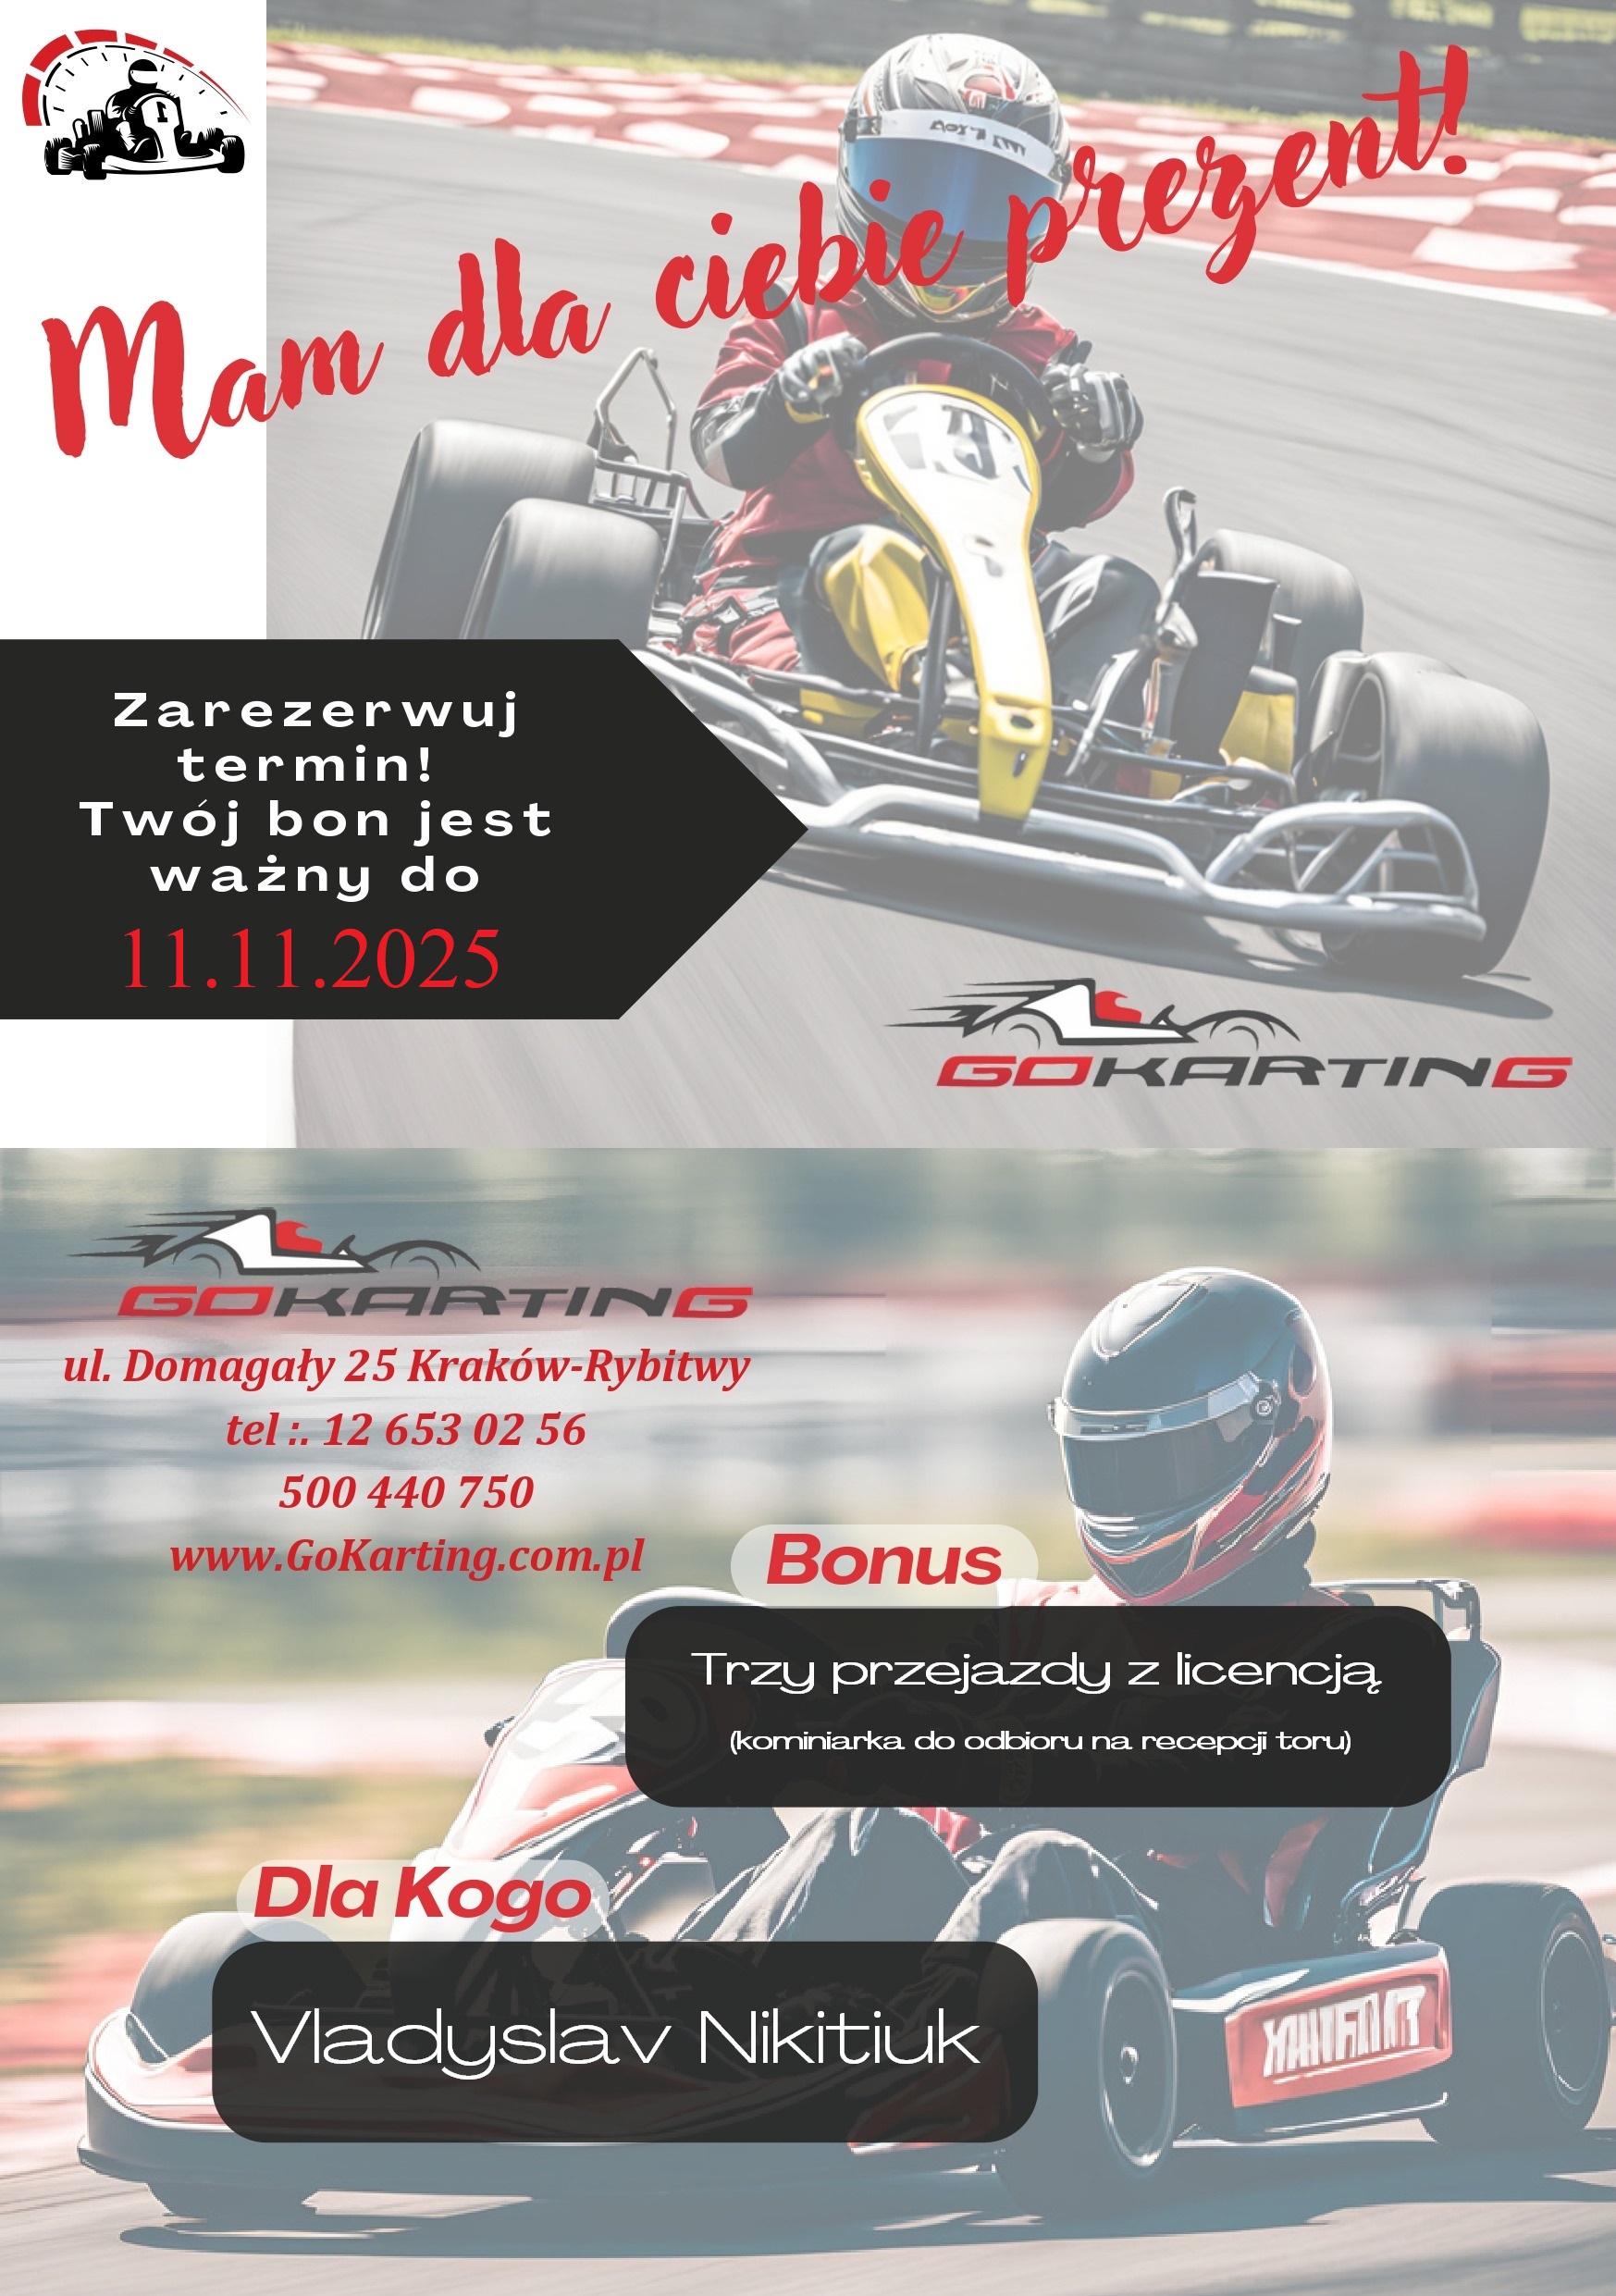 Mam dla ciebie prezent!
Zarezerwuj
termin!
Twój bon jest
ważny do
11.11.2025
GOKARTING
GOKARTING
ul. Domagały 25 Kraków-Rybitwy
tel :. 12 653 02 56
500 440 750
www.GoKarting.com.pl
Bonus
Trzy przejazdy z licencją
(kominiarka do odbioru na recepcji toru)
Dla Kogo
Vladyslav Nikitiuk